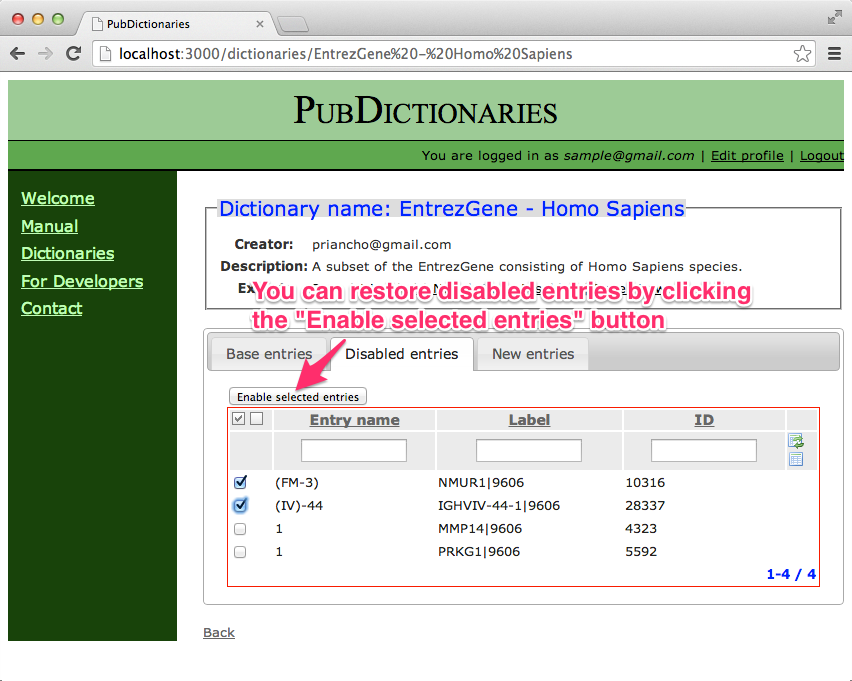 PubDictionaries
localhost:3000/dictionaries/EntrezGene%20-%20Homo%20Sapiens
PUBDICTIONARIES
You are logged in as sample@gmail.com | Edit profile | Logout
Welcome
Manual
Dictionaries
For Developers
Contact
Dictionary name: EntrezGene - Homo Sapiens
Creator: priancho@gmail.com
Description: A subset of the EntrezGene consisting of Homo Sapiens species.
You can restore disabled entries by clicking
the "Enable selected entries" button
Base entries Disabled entries New entries
Enable selected entries
Entry name Label ID
(FM-3) NMUR1|9606 10316
(IV)-44 IGHVIV-44-1|9606 28337
1 MMP14|9606 4323
1 PRKG1|9606 5592
1-4 / 4
Back